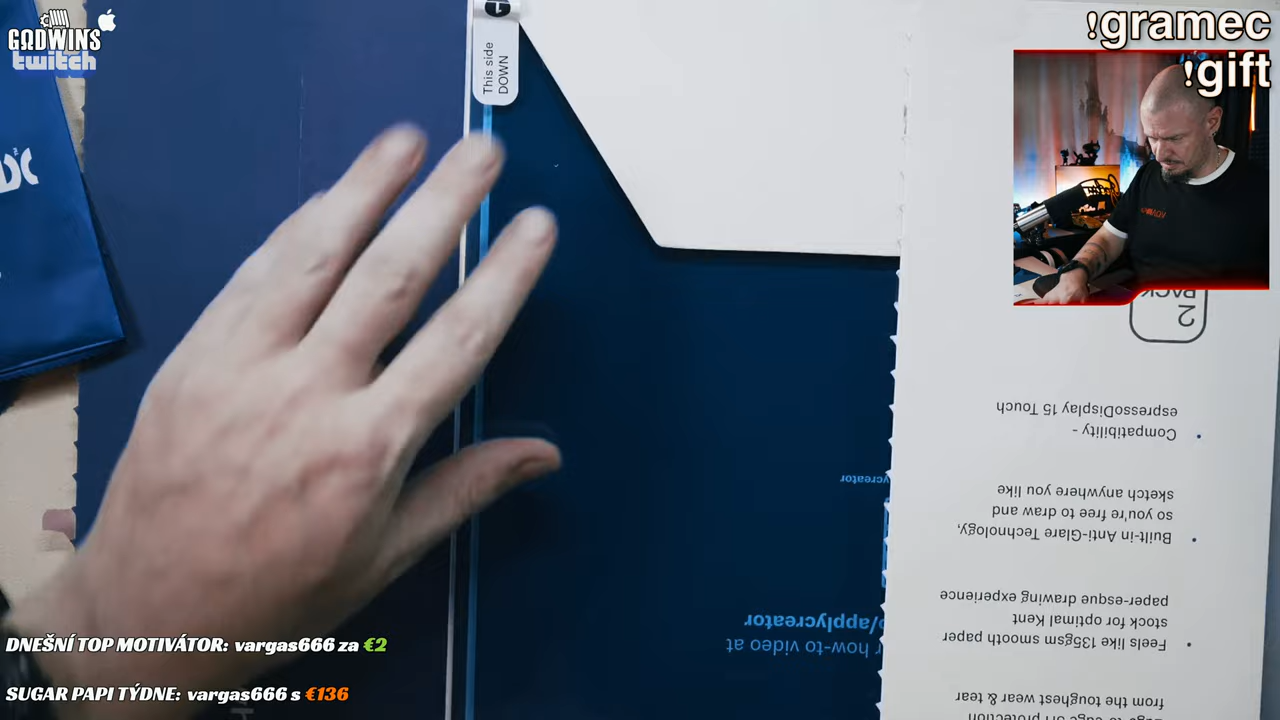 GODWINS
twitch
This side
DOWN
!gramec
!gift
2
PACK
Compatibility -
espressoDisplay 15 Touch
Built-in Anti-Glare Technology,
so you're free to draw and
sketch anywhere you like
Feels like 135gsm smooth paper
stock for optimal Kent
paper-esque drawing experience
from the toughest wear & tear
how-to video at
/applycreator
ycreator
DNEŠNÍ TOP MOTIVÁTOR: vargas666 za €2
SUGAR PAPI TÝDNE: vargas666 s €136